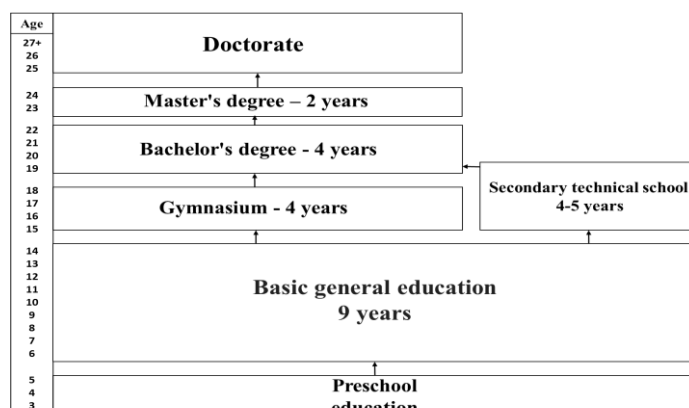 Age
27+
26
25
Doctorate
24
23
Master's degree – 2 years
22
21
20
19
Bachelor's degree - 4 years
18
17
16
15
Gymnasium - 4 years
Secondary technical school
4-5 years
14
13
12
11
10
9
8
7
6
Basic general education
9 years
5
4
3
Preschool
education